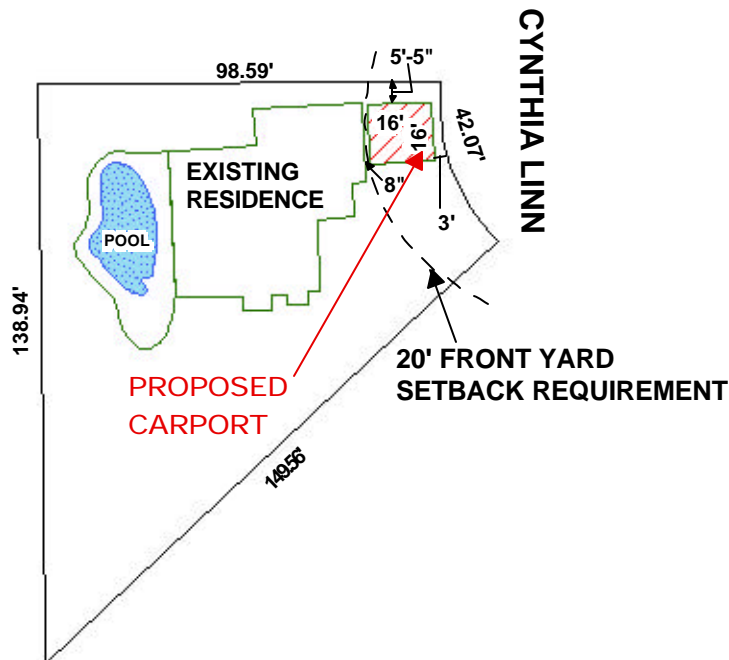 98.59'
5'-5"
CYNTHIA LINN
42.07'
16'
16'
EXISTING
RESIDENCE
8"
3'
POOL
138.94'
20' FRONT YARD
SETBACK REQUIREMENT
PROPOSED
CARPORT
149.56'